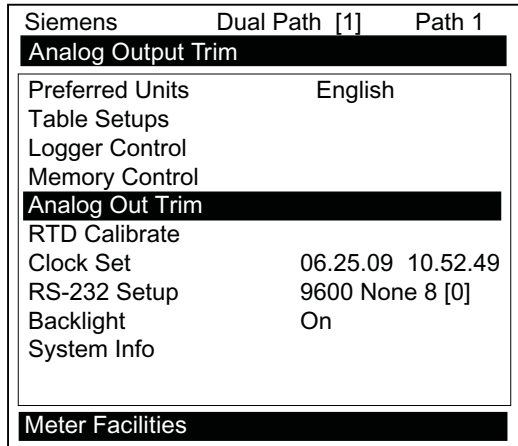 Siemens Dual Path [1] Path 1
Analog Output Trim
Preferred Units English
Table Setups
Logger Control
Memory Control
Analog Out Trim
RTD Calibrate
Clock Set 06.25.09 10.52.49
RS-232 Setup 9600 None 8 [0]
Backlight On
System Info
Meter Facilities